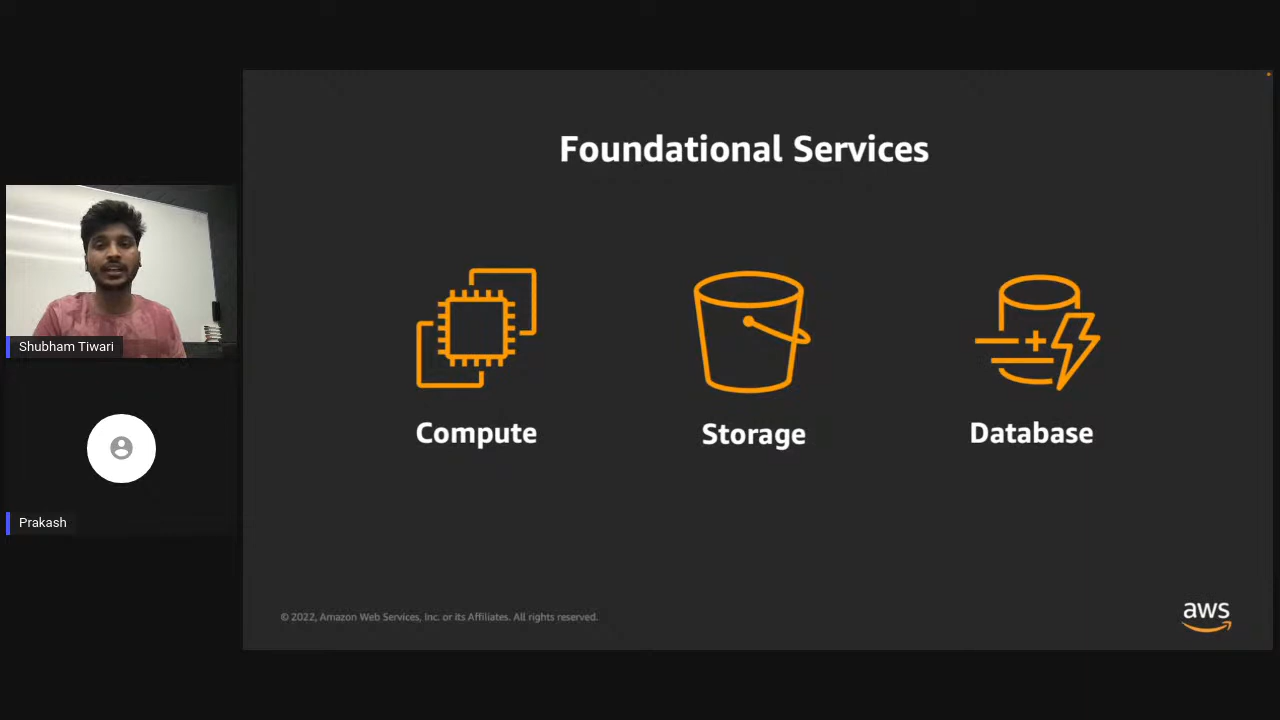 Foundational Services
Compute
Storage
Database
Shubham Tiwari
Prakash
© 2022, Amazon Web Services, Inc. or its Affiliates. All rights reserved.
aws